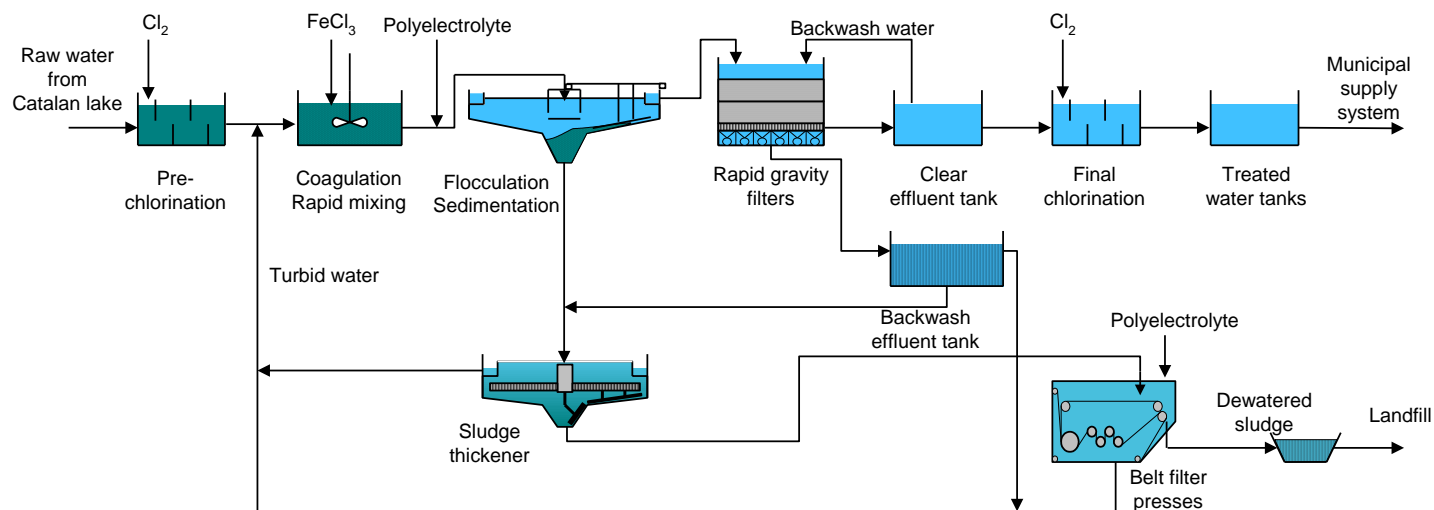 Cl₂
FeCl₃
Polyelectrolyte
Backwash water
Cl₂
Raw water
from
Catalan lake
Municipal
supply
system
Pre-
chlorination
Coagulation
Rapid mixing
Flocculation
Sedimentation
Rapid gravity
filters
Clear
effluent tank
Final
chlorination
Treated
water tanks
Turbid water
Backwash
effluent tank
Polyelectrolyte
Sludge
thickener
Dewatered
sludge
Landfill
Belt filter
presses